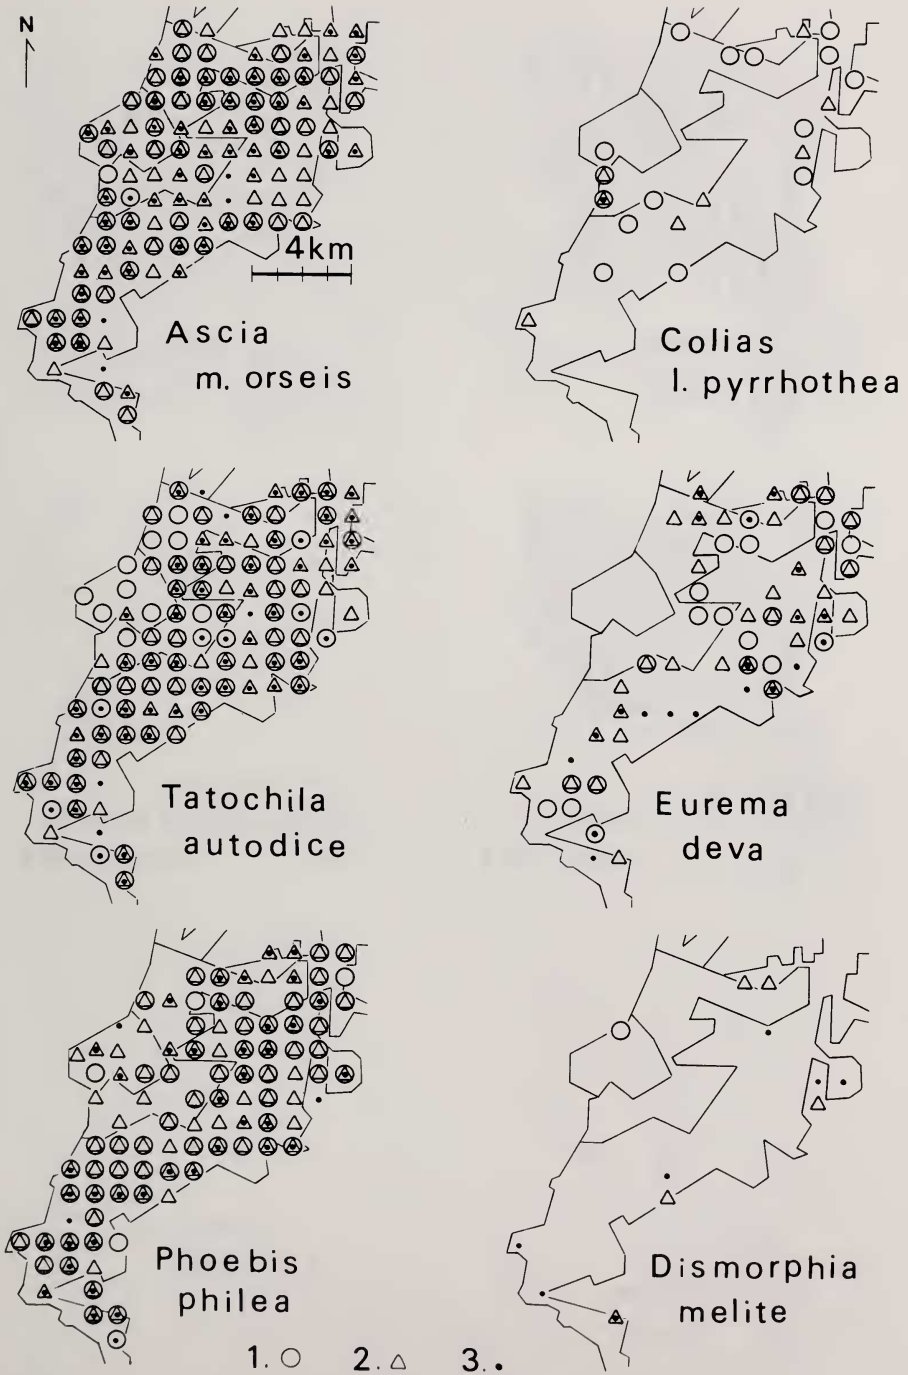 N
4km
Ascia
m. orseis
Colias
l. pyrrhothea
Tatochila
autodice
Eurema
deva
Phoebis
philea
Dismorphia
melite
1. ○ 2. △ 3. •